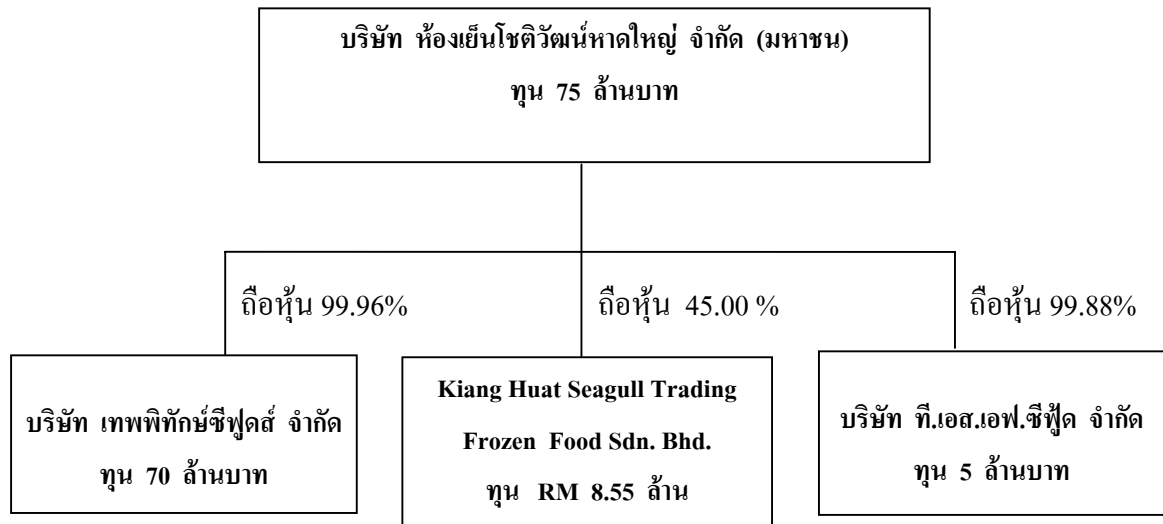 บริษัท ห้องเย็นโชติวัฒน์หาดใหญ่ จำกัด (มหาชน)
ทุน 75 ล้านบาท
ถือหุ้น 99.96%
ถือหุ้น 45.00 %
ถือหุ้น 99.88%
บริษัท เทพพิทักษ์ซีฟูดส์ จำกัด
ทุน 70 ล้านบาท
Kiang Huat Seagull Trading
Frozen Food Sdn. Bhd.
ทุน RM 8.55 ล้าน
บริษัท ที.เอส.เอฟ.ซีฟู้ด จำกัด
ทุน 5 ล้านบาท